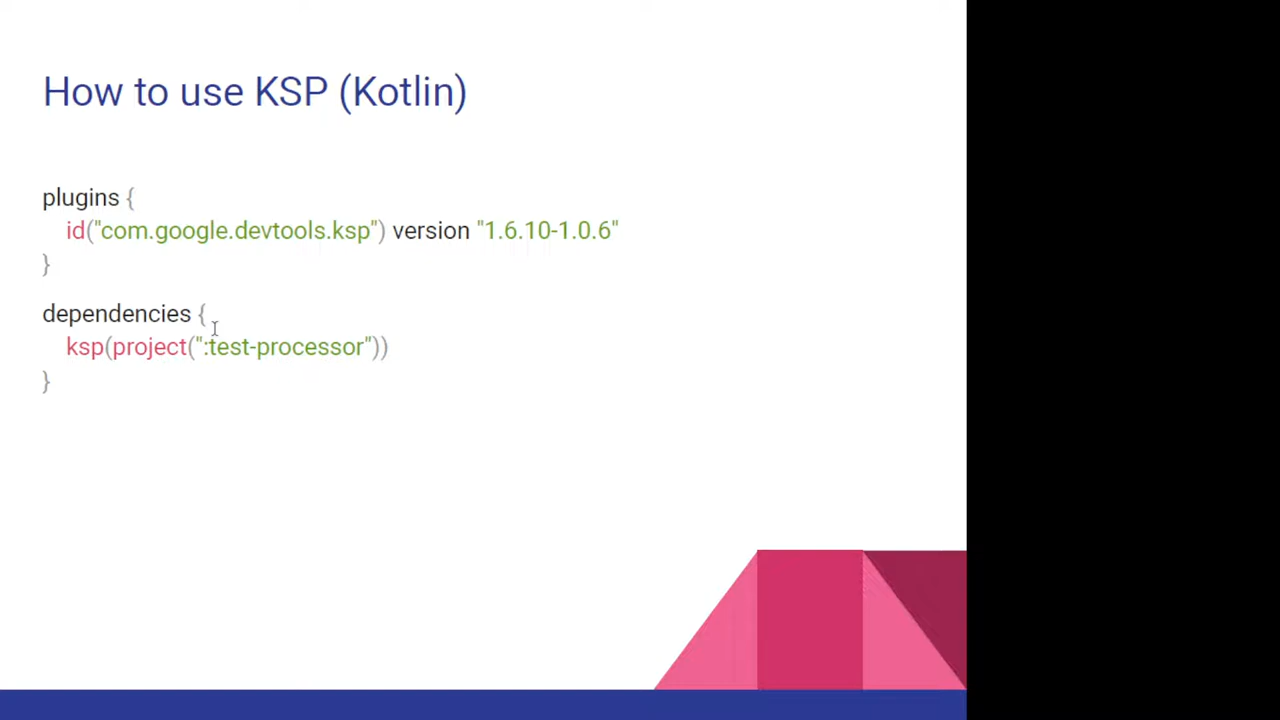 How to use KSP (Kotlin)
plugins {
id("com.google.devtools.ksp") version "1.6.10-1.0.6"
}
dependencies {
ksp(project(":test-processor"))
}